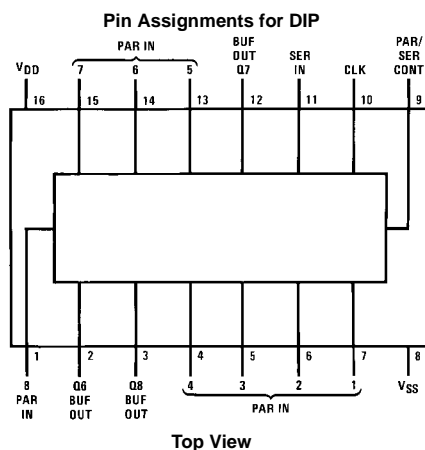 Pin Assignments for DIP
PAR IN
BUF OUT Q7
SER IN
PAR/ SER CONT
VDD
7 6 5
CLK
16 15 14 13 12 11 10 9
1 2 3 4 5 6 7 8
8 PAR IN
Q6 BUF OUT
Q8 BUF OUT
4 3 2 1
PAR IN
VSS
Top View